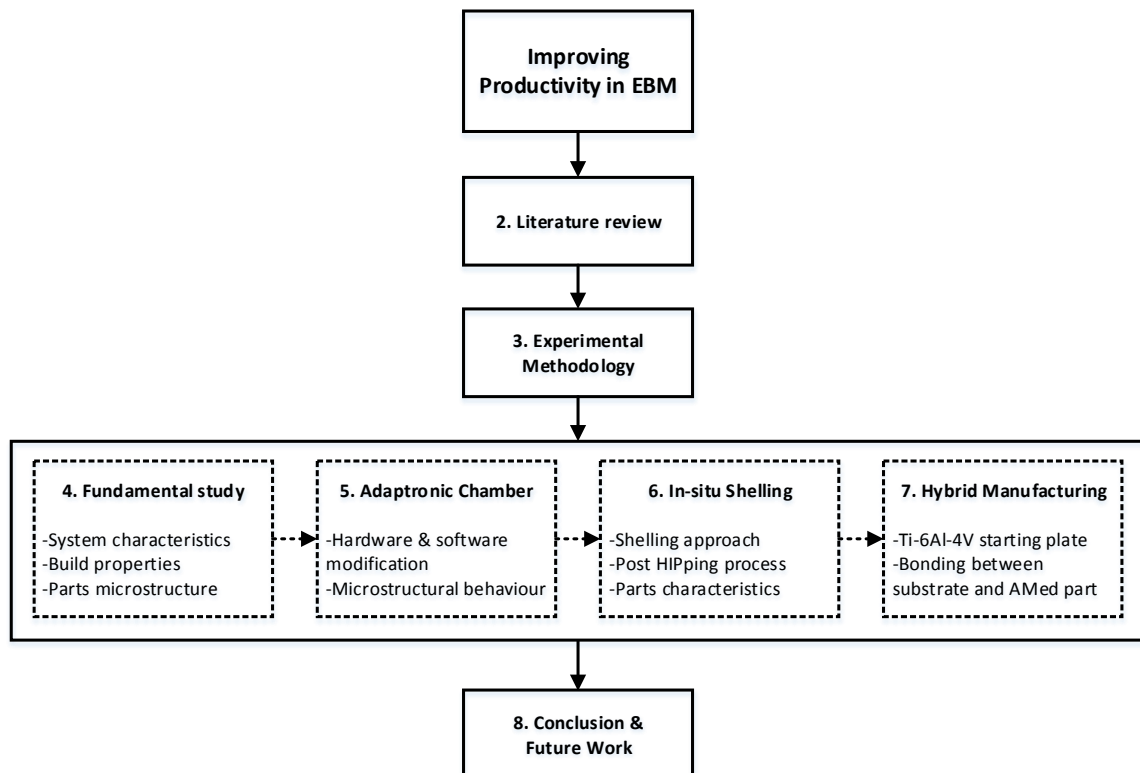 Improving
Productivity in EBM
2. Literature review
3. Experimental
Methodology
4. Fundamental study
-System characteristics
-Build properties
-Parts microstructure
5. Adaptronic Chamber
-Hardware & software
modification
-Microstructural behaviour
6. In-situ Shelling
-Shelling approach
-Post HIPping process
-Parts characteristics
7. Hybrid Manufacturing
-Ti-6Al-4V starting plate
-Bonding between
substrate and AMed part
8. Conclusion &
Future Work